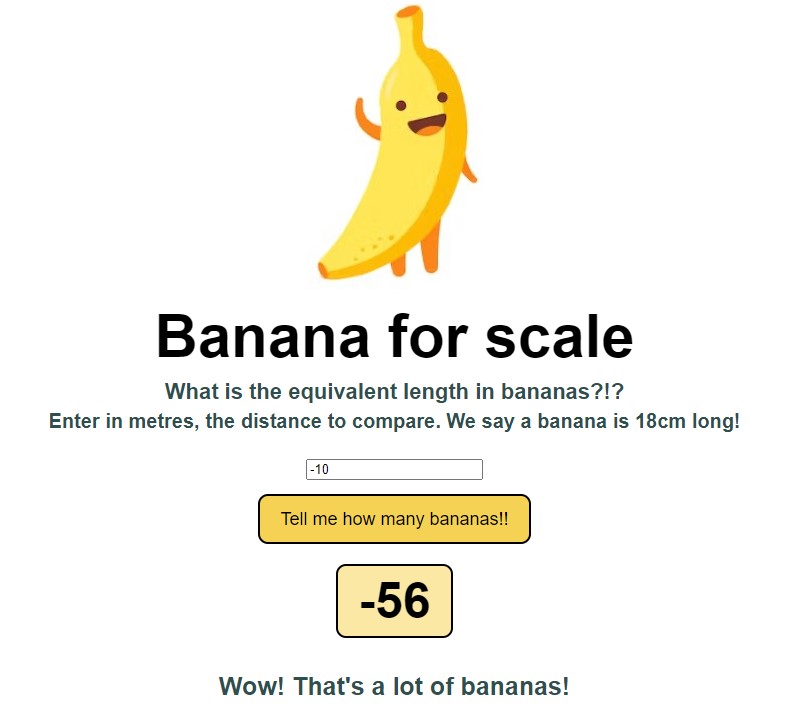 Banana for scale
What is the equivalent length in bananas?!?
Enter in metres, the distance to compare. We say a banana is 18cm long!
-10
Tell me how many bananas!!
-56
Wow! That's a lot of bananas!